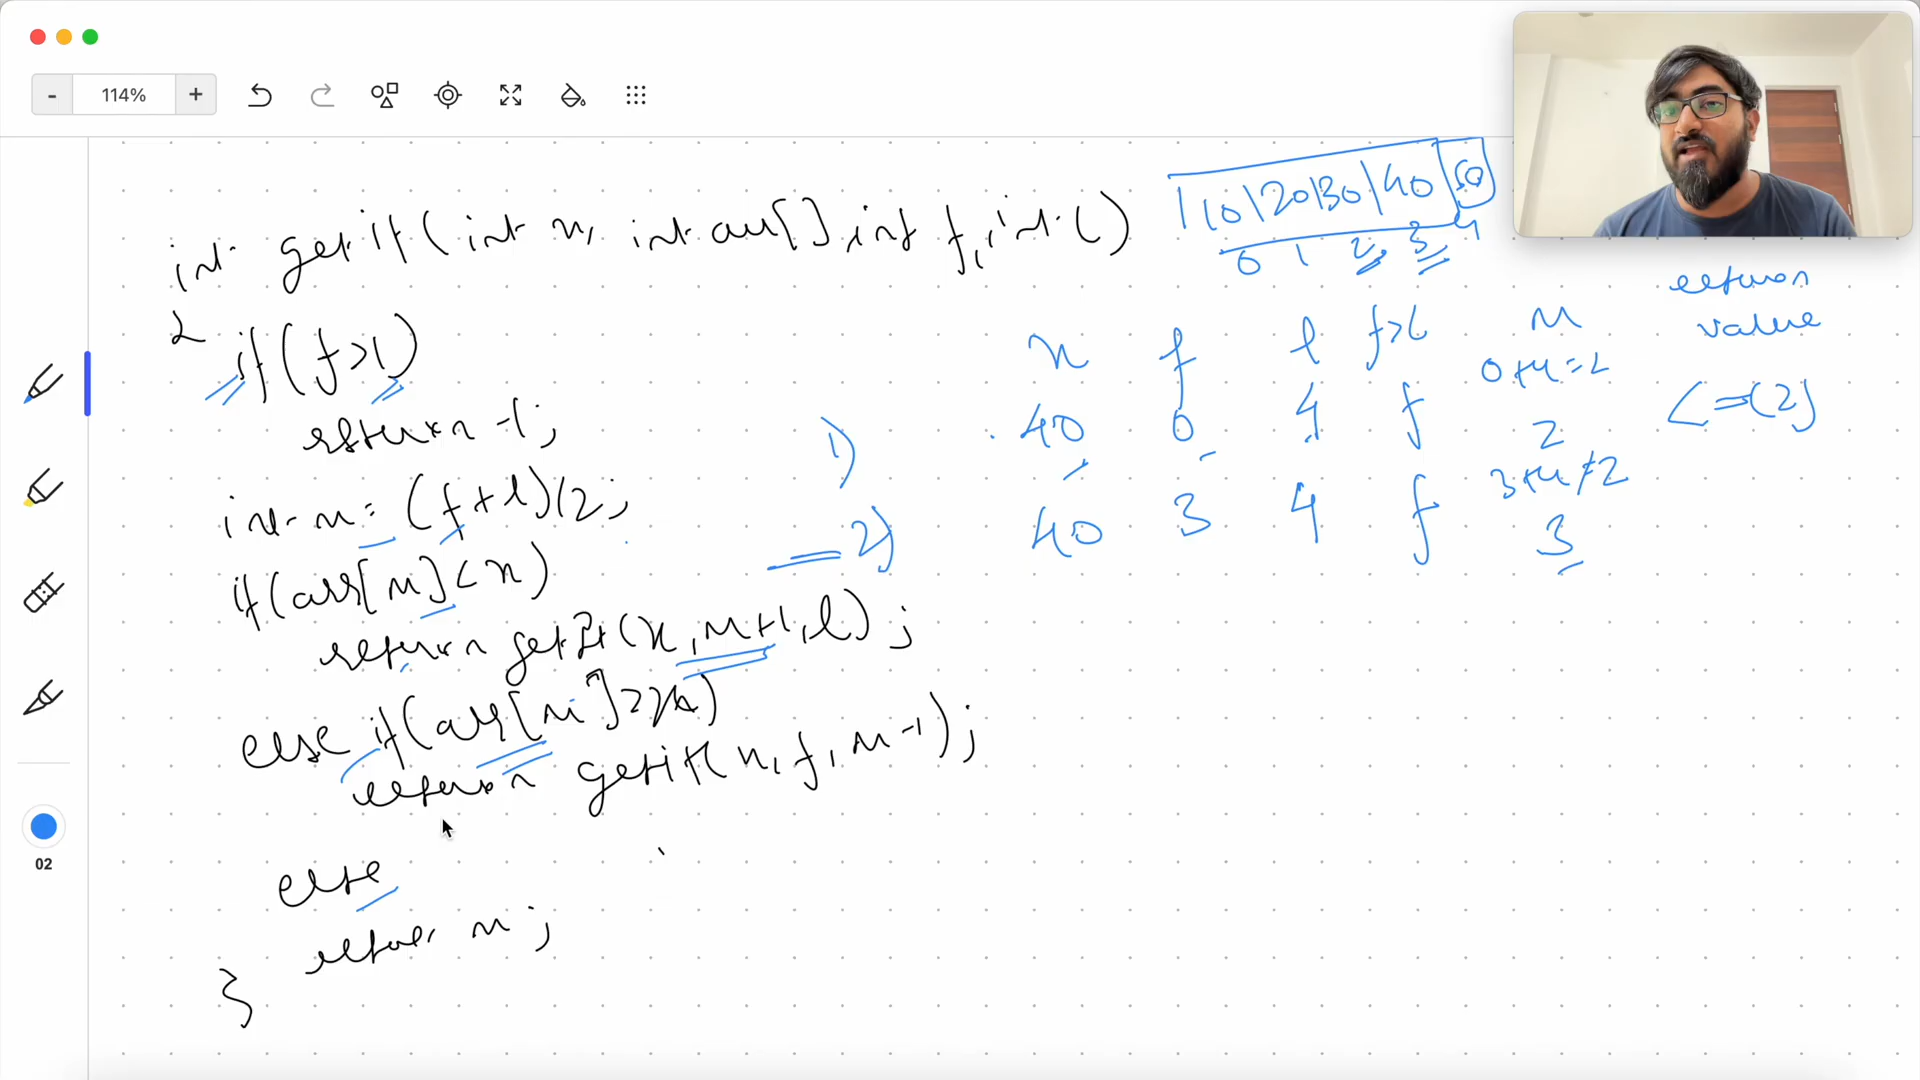 114%
int getit(int x, int arr[], int f, int l)
{
if(f>l)
return -1;
int m = (f+l)/2;
if(arr[m]<x)
return getIt(x, m+1, l);
else if(arr[m]>x)
return getit(x, f, m-1);
else
return m;
}
10 20 30 40 50
0 1 2 3 4
x f l f>l m return value
0+4=2
1) 40 0 4 f 2 <=(2)
3+4/2
2) 40 3 4 f 3
02